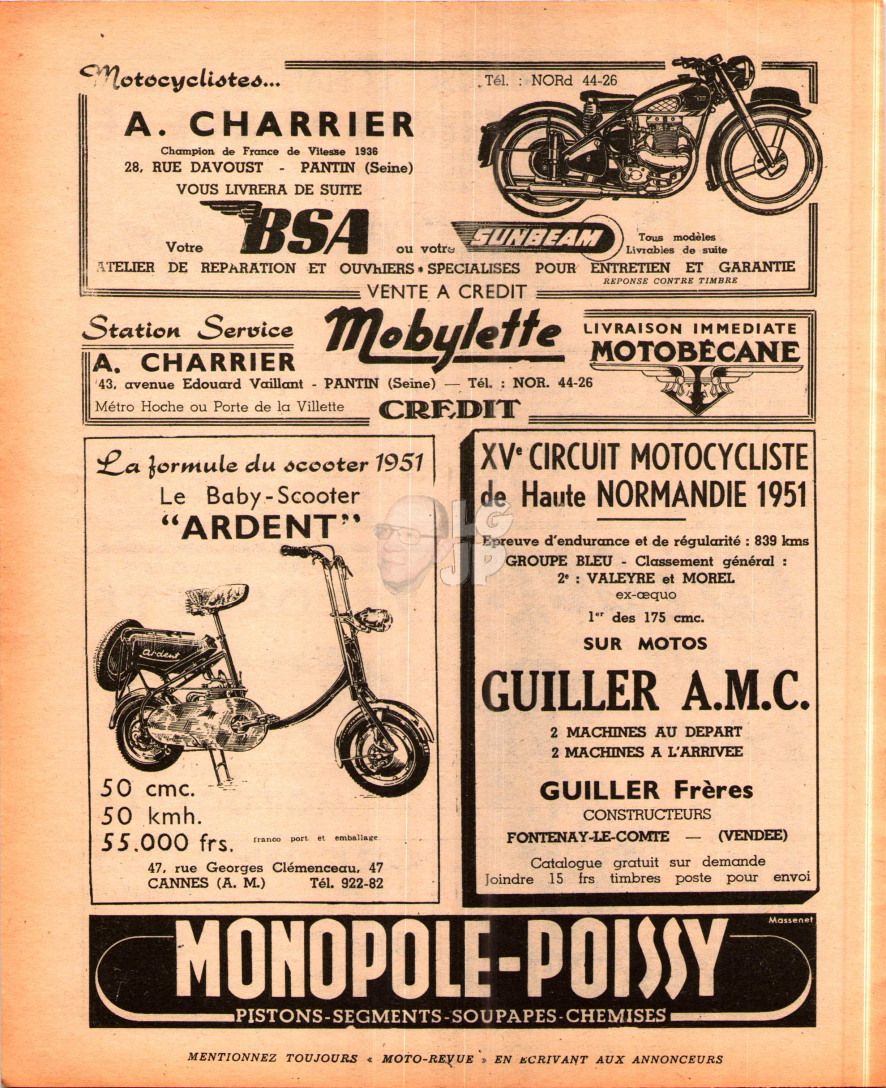 Motocyclistes...
Tél. : NORd 44-26
A. CHARRIER
Champion de France de Vitesse 1936
28, RUE DAVOUST - PANTIN (Seine)
VOUS LIVRERA DE SUITE
Votre BSA ou votre SUNBEAM
Tous modèles
Livrables de suite
ATELIER DE REPARATION ET OUVRIERS SPECIALISES POUR ENTRETIEN ET GARANTIE
REPONSE CONTRE TIMBRE
VENTE A CREDIT
Station Service
Mobylette
LIVRAISON IMMEDIATE
MOTOBÉCANE
A. CHARRIER
43, avenue Edouard Vaillant - PANTIN (Seine) — Tél. : NOR. 44-26
Métro Hoche ou Porte de la Villette
CREDIT
La formule du scooter 1951
Le Baby-Scooter
"ARDENT"
Ardent
50 cmc.
50 kmh.
55.000 frs. franco port et emballage
47, rue Georges Clémenceau, 47
CANNES (A. M.) Tél. 922-82
XVe CIRCUIT MOTOCYCLISTE
de Haute NORMANDIE 1951
Epreuve d'endurance et de régularité : 839 kms
GROUPE BLEU - Classement général :
2e : VALEYRE et MOREL
ex-œquo
1er des 175 cmc.
SUR MOTOS
GUILLER A.M.C.
2 MACHINES AU DEPART
2 MACHINES A L'ARRIVEE
GUILLER Frères
CONSTRUCTEURS
FONTENAY-LE-COMTE — (VENDEE)
Catalogue gratuit sur demande
Joindre 15 frs timbres poste pour envoi
LG
JP
Massenet
MONOPOLE-POISSY
PISTONS-SEGMENTS-SOUPAPES-CHEMISES
MENTIONNEZ TOUJOURS « MOTO-REVUE » EN ECRIVANT AUX ANNONCEURS